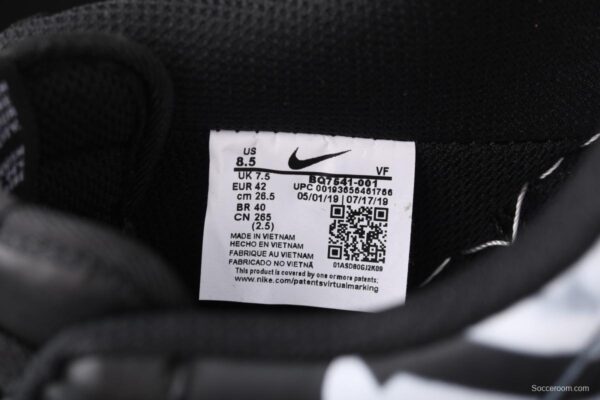 US
8.5
VF
UK 7.5
EUR 42
cm 26.5
BR 40
CN 265
(2.5)
BQ7541-001
UPC 00193656461766
05/01/19 | 07/17/19
MADE IN VIETNAM
HECHO EN VIETNAM
FABRIQUE AU VIETNAM
FABRICADO NO VIETNÃ
01ASD80GJ2K09
This product is covered by one or more patents.
www.nike.com/patentsvirtualmarking
Socceroom.com